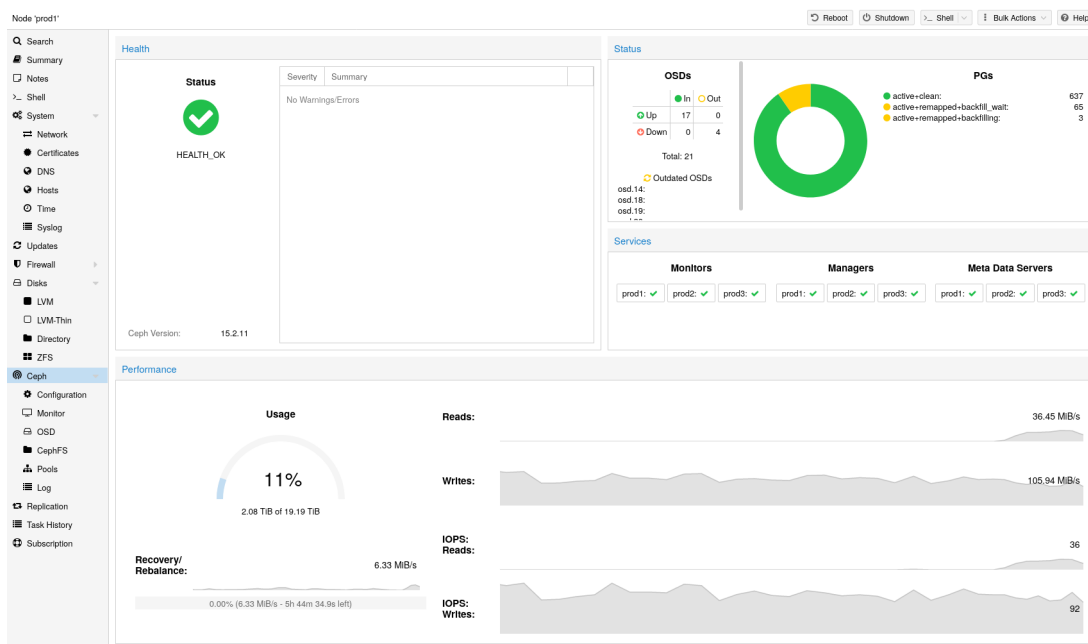 Node 'prod1'
Reboot
Shutdown
Shell
Bulk Actions
Help
Search
Summary
Notes
Shell
System
Network
Certificates
DNS
Hosts
Time
Syslog
Updates
Firewall
Disks
LVM
LVM-Thin
Directory
ZFS
Ceph
Configuration
Monitor
OSD
CephFS
Pools
Log
Replication
Task History
Subscription
Health
Status
HEALTH_OK
Severity Summary
No Warnings/Errors
Ceph Version: 15.2.11
Status
OSDs
In Out
Up 17 0
Down 0 4
Total: 21
Outdated OSDs
osd.14:
osd.18:
osd.19:
PGs
active+clean: 637
active+remapped+backfill_wait: 65
active+remapped+backfilling: 3
Services
Monitors
prod1: prod2: prod3:
Managers
prod1: prod2: prod3:
Meta Data Servers
prod1: prod2: prod3:
Performance
Usage
11%
2.08 TiB of 19.19 TiB
Recovery/
Rebalance:
6.33 MiB/s
0.00% (6.33 MiB/s - 5h 44m 34.9s left)
Reads:
36.45 MiB/s
Writes:
105.94 MiB/s
IOPS:
Reads:
36
IOPS:
Writes:
92